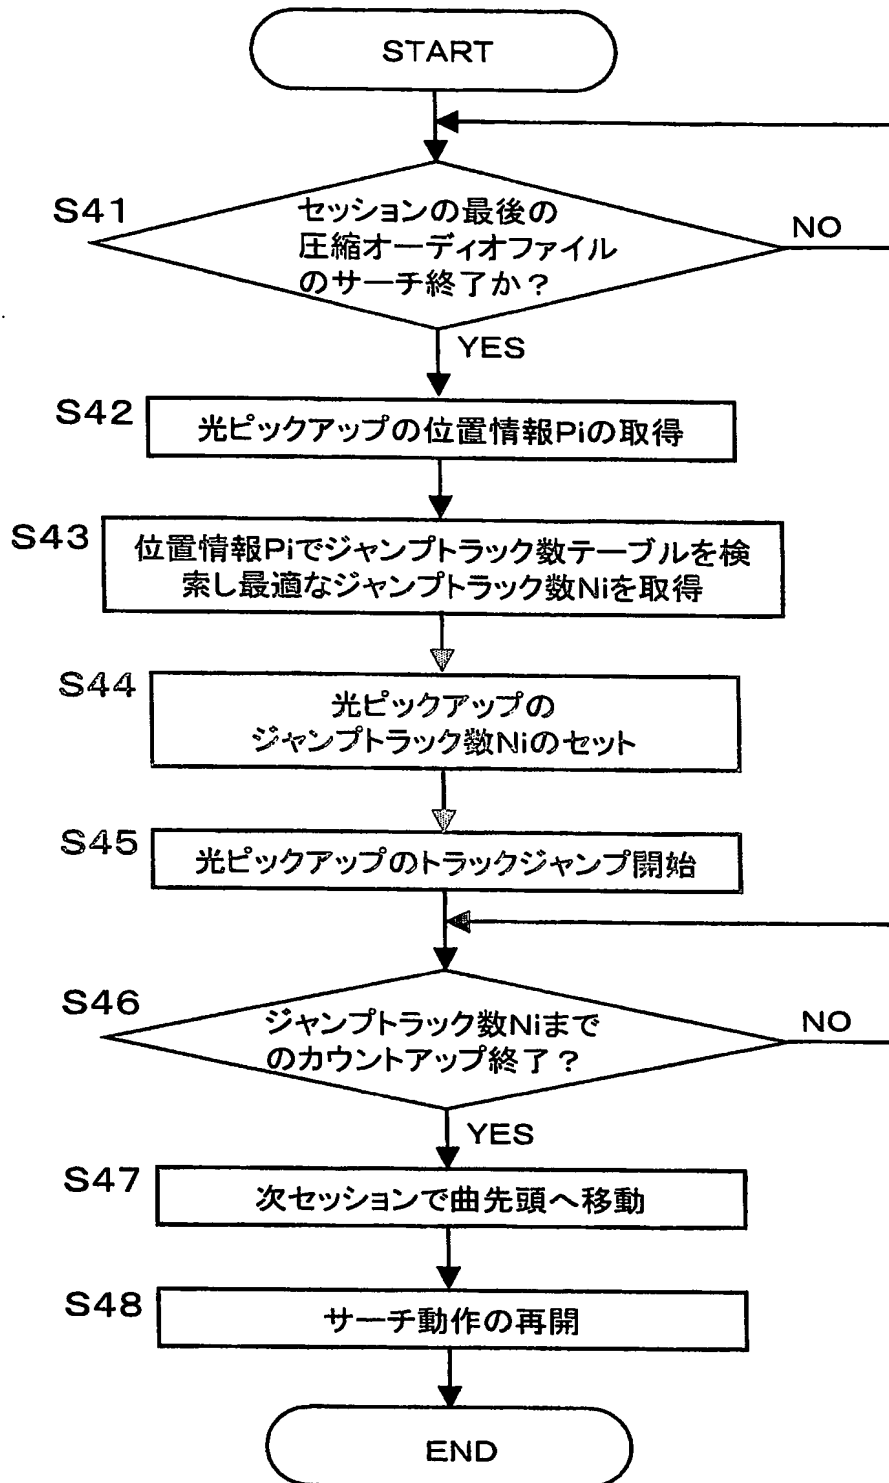 START
S41
セッションの最後の
圧縮オーディオファイル
のサーチ終了か？
NO
YES
S42
光ピックアップの位置情報Piの取得
S43
位置情報Piでジャンプトラック数テーブルを検
索し最適なジャンプトラック数Niを取得
S44
光ピックアップの
ジャンプトラック数Niのセット
S45
光ピックアップのトラックジャンプ開始
S46
ジャンプトラック数Niまで
のカウントアップ終了？
NO
YES
S47
次セッションで曲先頭へ移動
S48
サーチ動作の再開
END